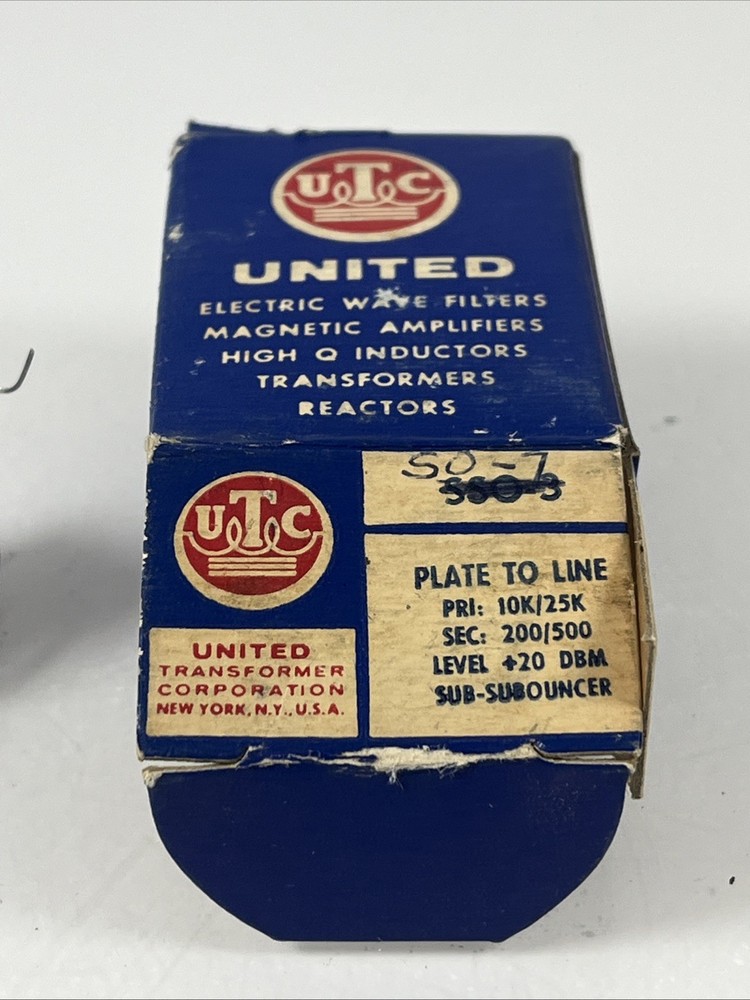 UTC
UNITED
ELECTRIC WAVE FILTERS
MAGNETIC AMPLIFIERS
HIGH Q INDUCTORS
TRANSFORMERS
REACTORS
SO-7
SSO-3
UTC
UNITED
TRANSFORMER
CORPORATION
NEW YORK, N.Y., U.S.A.
PLATE TO LINE
PRI: 10K/25K
SEC: 200/500
LEVEL +20 DBM
SUB-SUBOUNCER